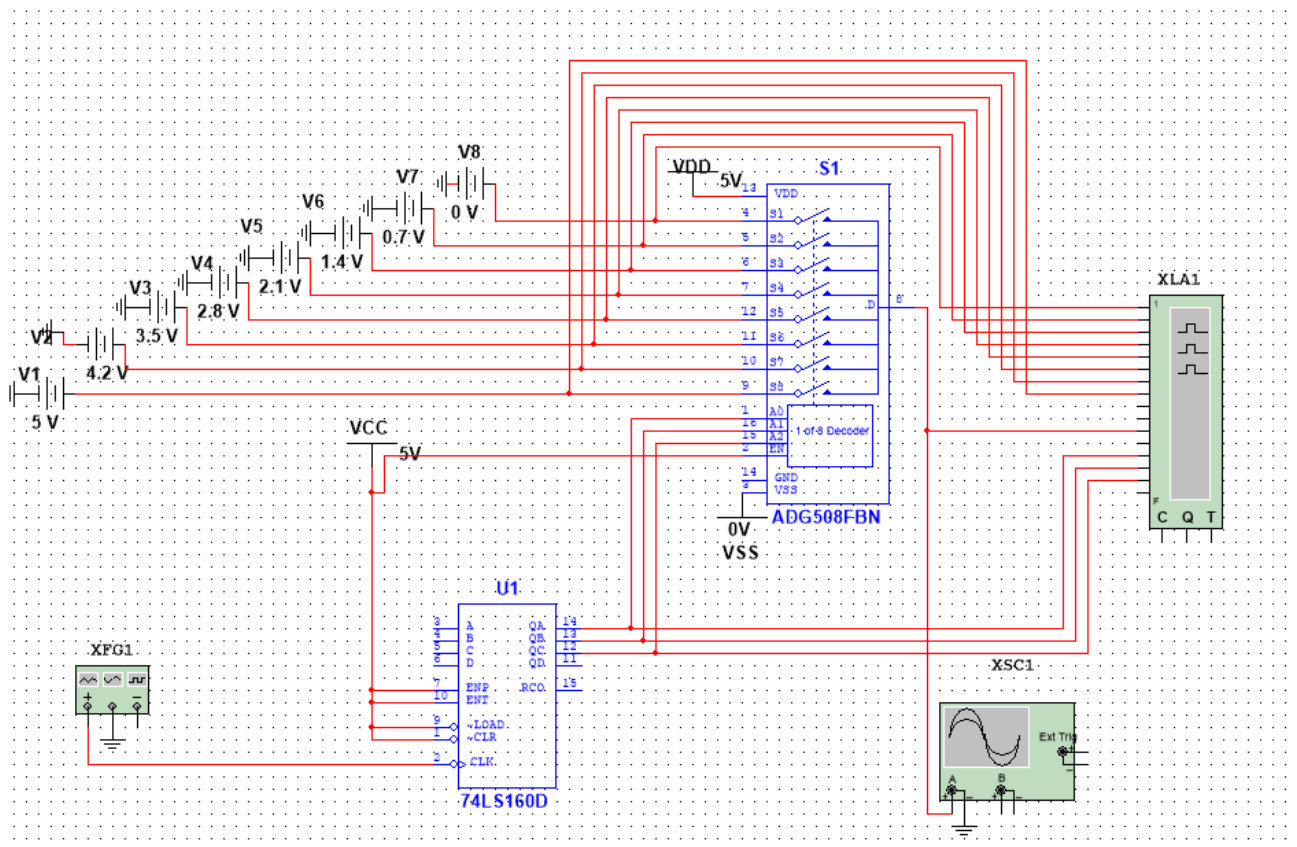 V8
0 V
V7
0.7 V
V6
1.4 V
V5
2.1 V
V4
2.8 V
V3
3.5 V
V2
4.2 V
V1
5 V
VDD
5V
S1
13 VDD
4 S1
5 S2
6 S3
7 S4
12 S5
11 S6
10 S7
9 S8
D 8
1 A0
16 A1
15 A2
2 EN
1 of 8 Decoder
14 GND
3 VSS
ADG508FBN
0V
VSS
VCC
5V
XLA1
1
F
C Q T
U1
3 A QA 14
4 B QB 13
5 C QC 12
6 D QD 11
7 ENP RCO 15
10 ENT
9 ~LOAD
1 ~CLR
2 CLK
74LS160D
XFG1
+ −
XSC1
Ext Trig
+
−
A B
+ − + −